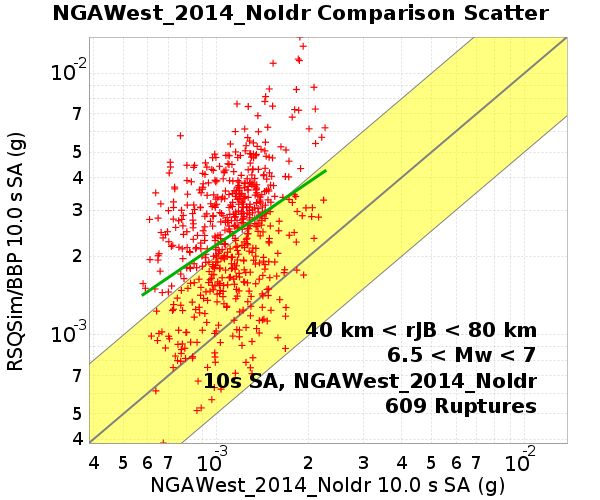 NGAWest_2014_NoIdr Comparison Scatter
10-2
7
5
4
3
2
10-3
7
5
4
RSQSim/BBP 10.0 s SA (g)
40 km < rJB < 80 km
6.5 < Mw < 7
10s SA, NGAWest_2014_NoIdr
609 Ruptures
4 5 6 7 10-3 2 3 4 5 6 7 10-2
NGAWest_2014_NoIdr 10.0 s SA (g)